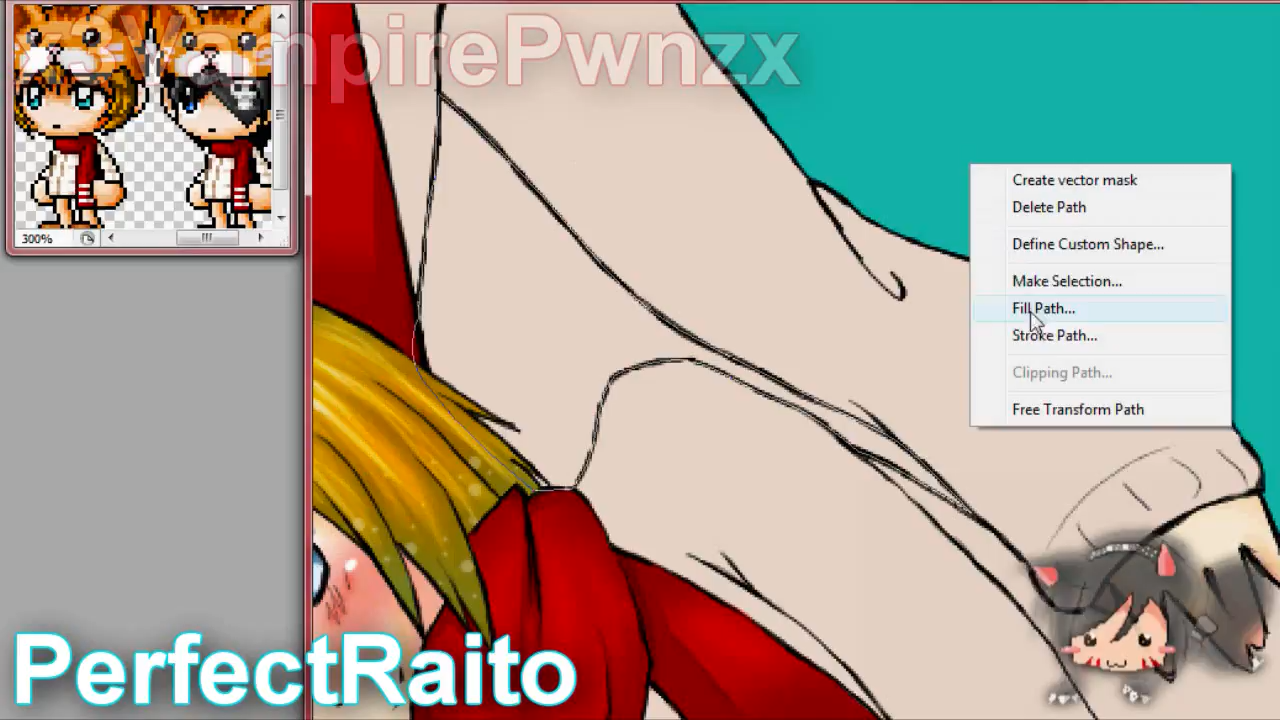 x3VampirePwnzx
300%
Create vector mask
Delete Path
Define Custom Shape...
Make Selection...
Fill Path...
Stroke Path...
Clipping Path...
Free Transform Path
PerfectRaito